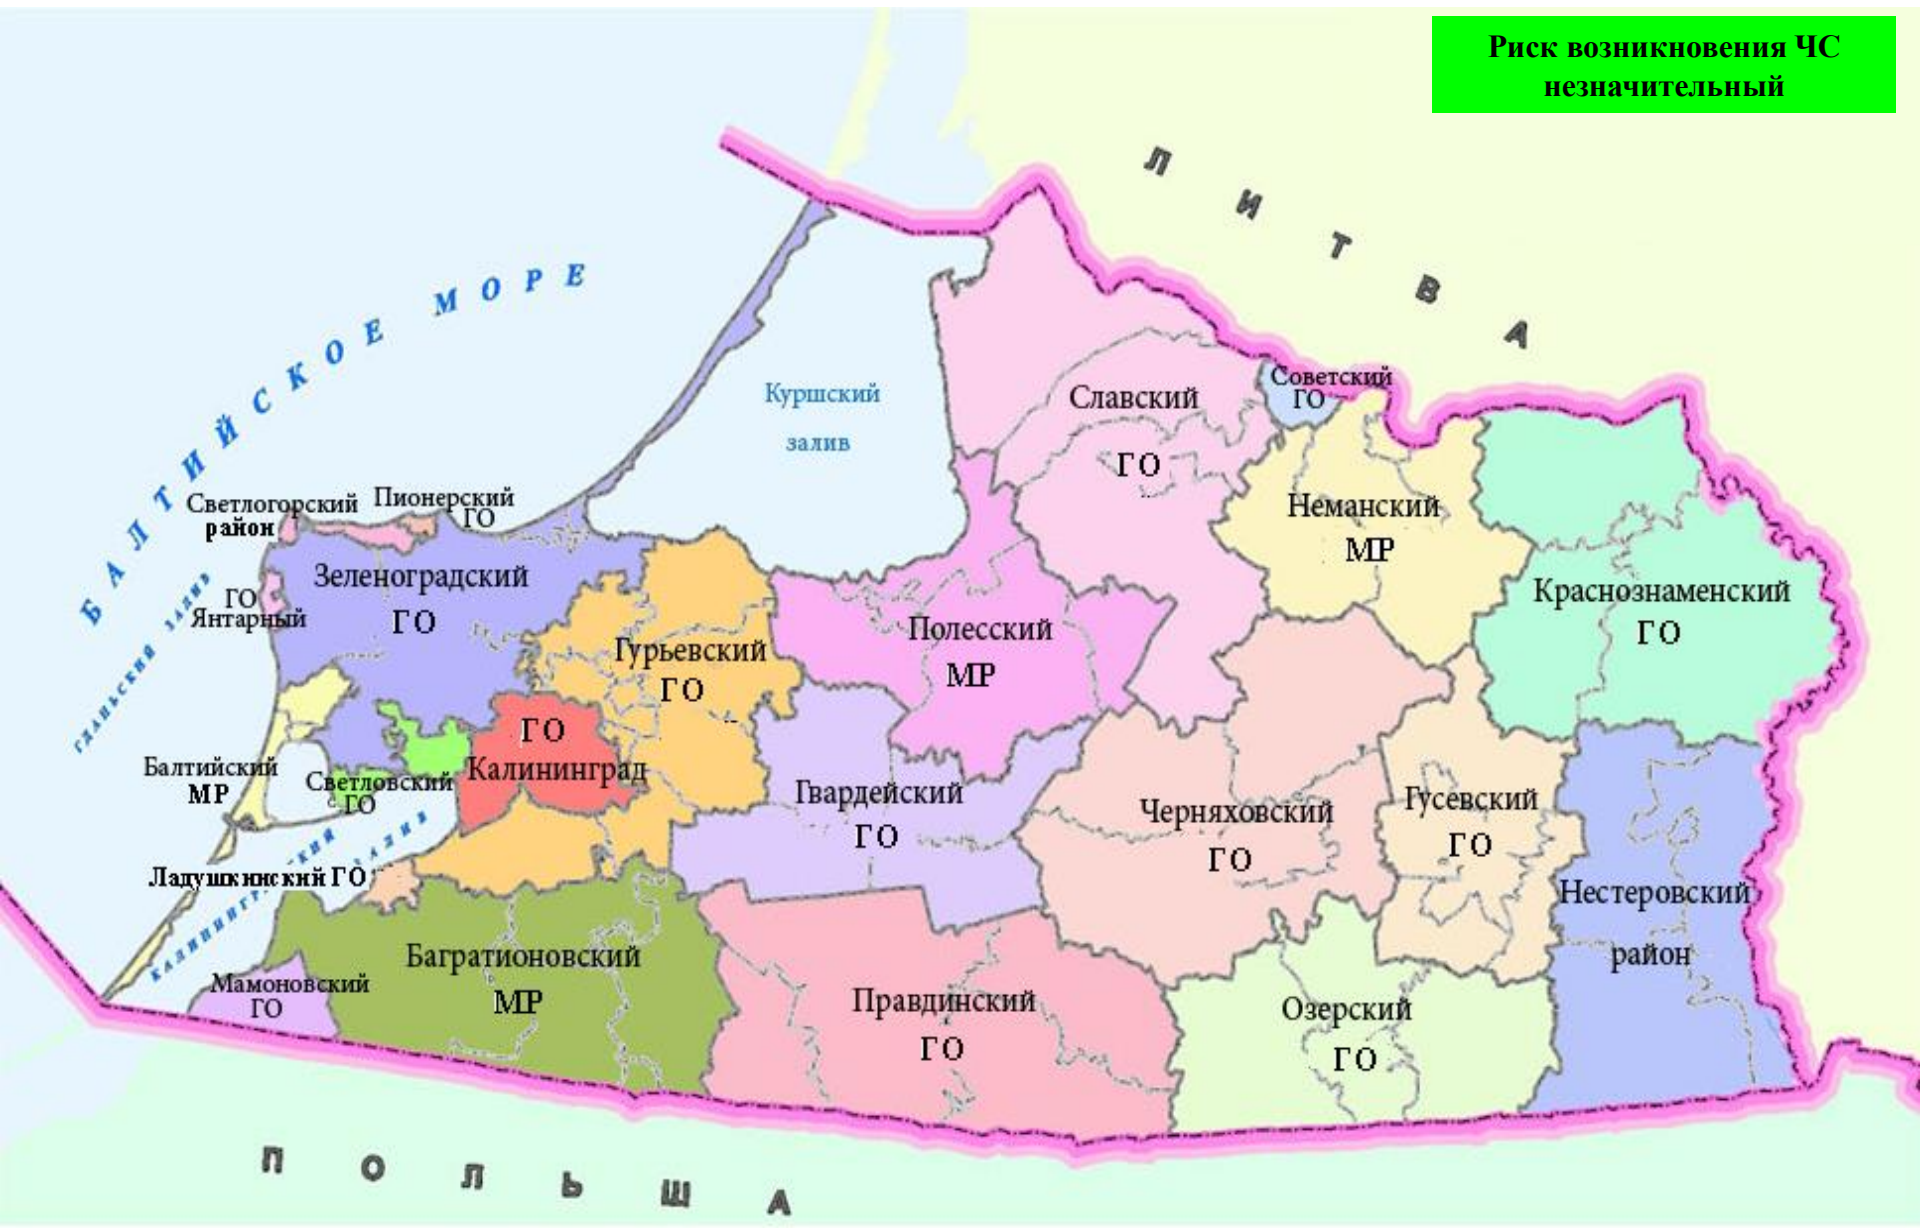 Риск возникновения ЧС
незначительный
ЛИТВА
БАЛТИЙСКОЕ МОРЕ
Куршский
залив
Славский
ГО
Советский
ГО
Неманский
МР
Краснознаменский
ГО
Светлогорский
район
Пионерский
ГО
Зеленоградский
ГО
ГО
Янтарный
ГДАНЬСКИЙ ЗАЛИВ
Гурьевский
ГО
Полесский
МР
ГО
Калининград
Балтийский
МР
Светловский
ГО
Гвардейский
ГО
Черняховский
ГО
Гусевский
ГО
Нестеровский
район
Ладушкинский ГО
Багратионовский
МР
Мамоновский
ГО
Правдинский
ГО
Озерский
ГО
ПОЛЬША